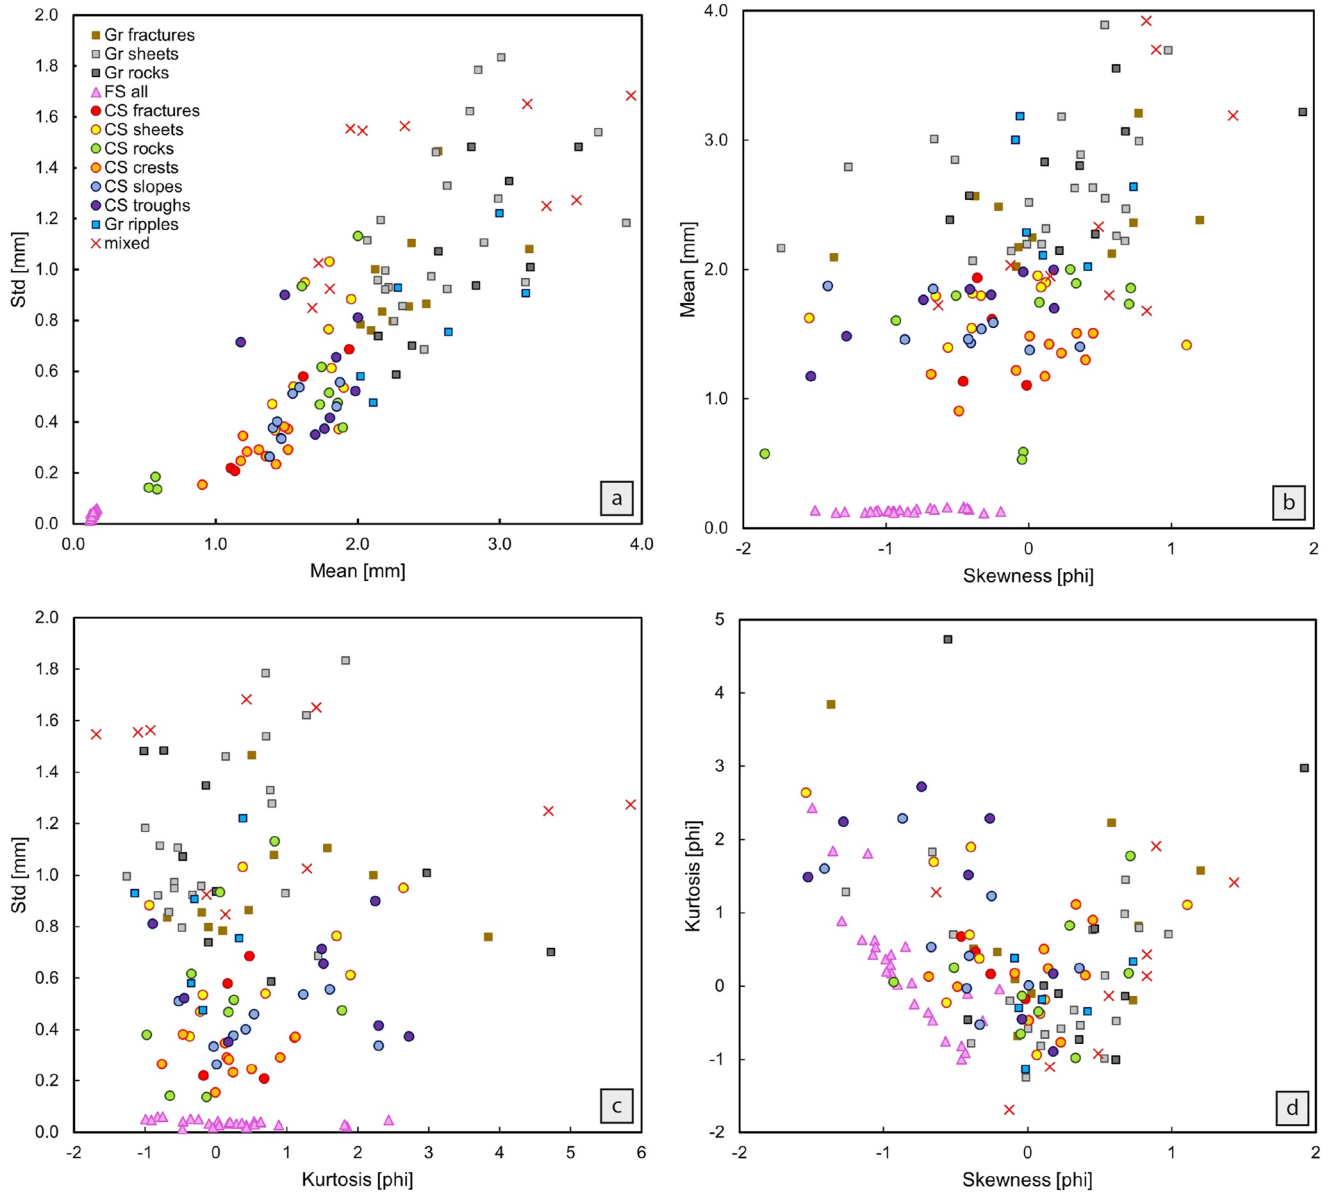 2.0
1.8
1.6
1.4
1.2
1.0
0.8
0.6
0.4
0.2
0.0
Std [mm]
Gr fractures
Gr sheets
Gr rocks
FS all
CS fractures
CS sheets
CS rocks
CS crests
CS slopes
CS troughs
Gr ripples
mixed
a
0.0 1.0 2.0 3.0 4.0
Mean [mm]
4.0
3.0
2.0
1.0
0.0
Mean [mm]
b
-2 -1 0 1 2
Skewness [phi]
2.0
1.8
1.6
1.4
1.2
1.0
0.8
0.6
0.4
0.2
0.0
Std [mm]
c
-2 -1 0 1 2 3 4 5 6
Kurtosis [phi]
5
4
3
2
1
0
-1
-2
Kurtosis [phi]
d
-2 -1 0 1 2
Skewness [phi]